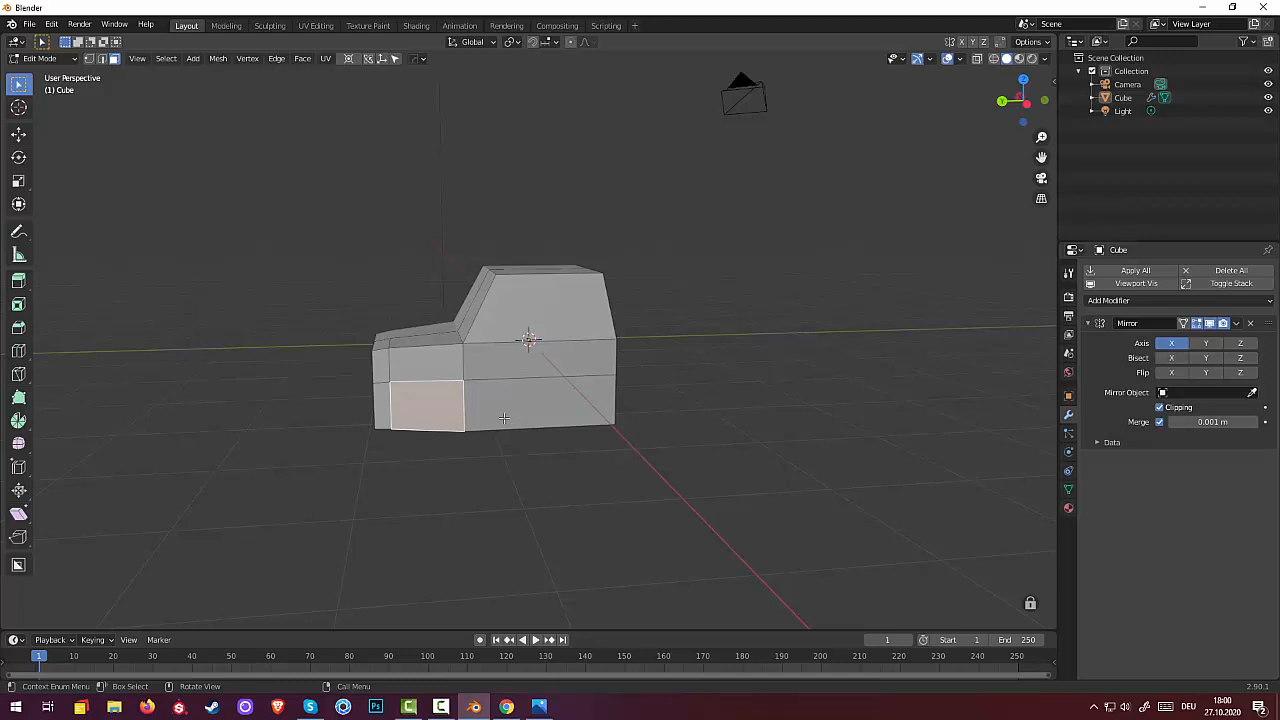 Blender
File Edit Render Window Help
Layout Modeling Sculpting UV Editing Texture Paint Shading Animation Rendering Compositing Scripting +
Scene
View Layer
Global
X Y Z
Options
Edit Mode
View Select Add Mesh Vertex Edge Face UV
User Perspective
(1) Cube
Z
Y
Scene Collection
Collection
Camera
Cube
Light
Cube
Apply All
Delete All
Viewport Vis
Toggle Stack
Add Modifier
Mirror
Axis X Y Z
Bisect X Y Z
Flip X Y Z
Mirror Object
Clipping
Merge 0.001 m
Data
Playback Keying View Marker
1
Start 1
End 250
1 10 20 30 40 50 60 70 80 90 100 110 120 130 140 150 160 170 180 190 200 210 220 230 240 250
Context Enum Menu
Box Select
Rotate View
Call Menu
2.90.1
Ps
DEU
18:00
27.10.2020
2